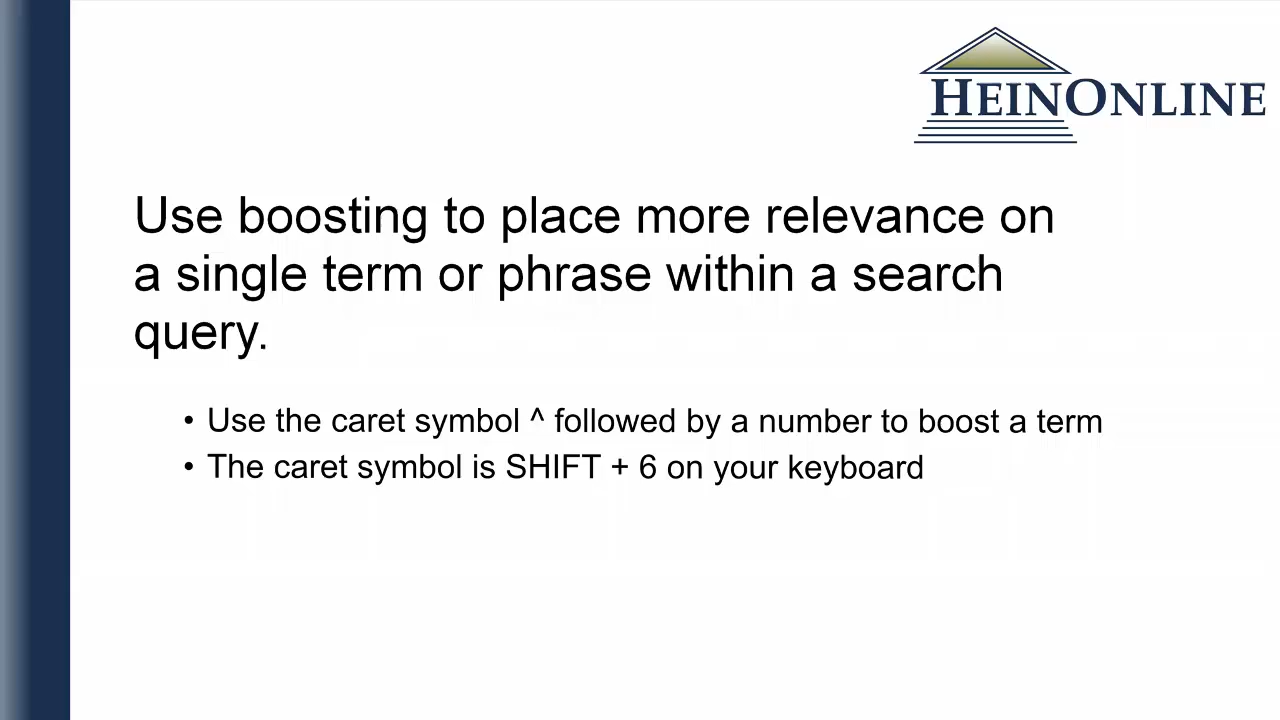 HEINONLINE
Use boosting to place more relevance on
a single term or phrase within a search
query.
• Use the caret symbol ^ followed by a number to boost a term
• The caret symbol is SHIFT + 6 on your keyboard